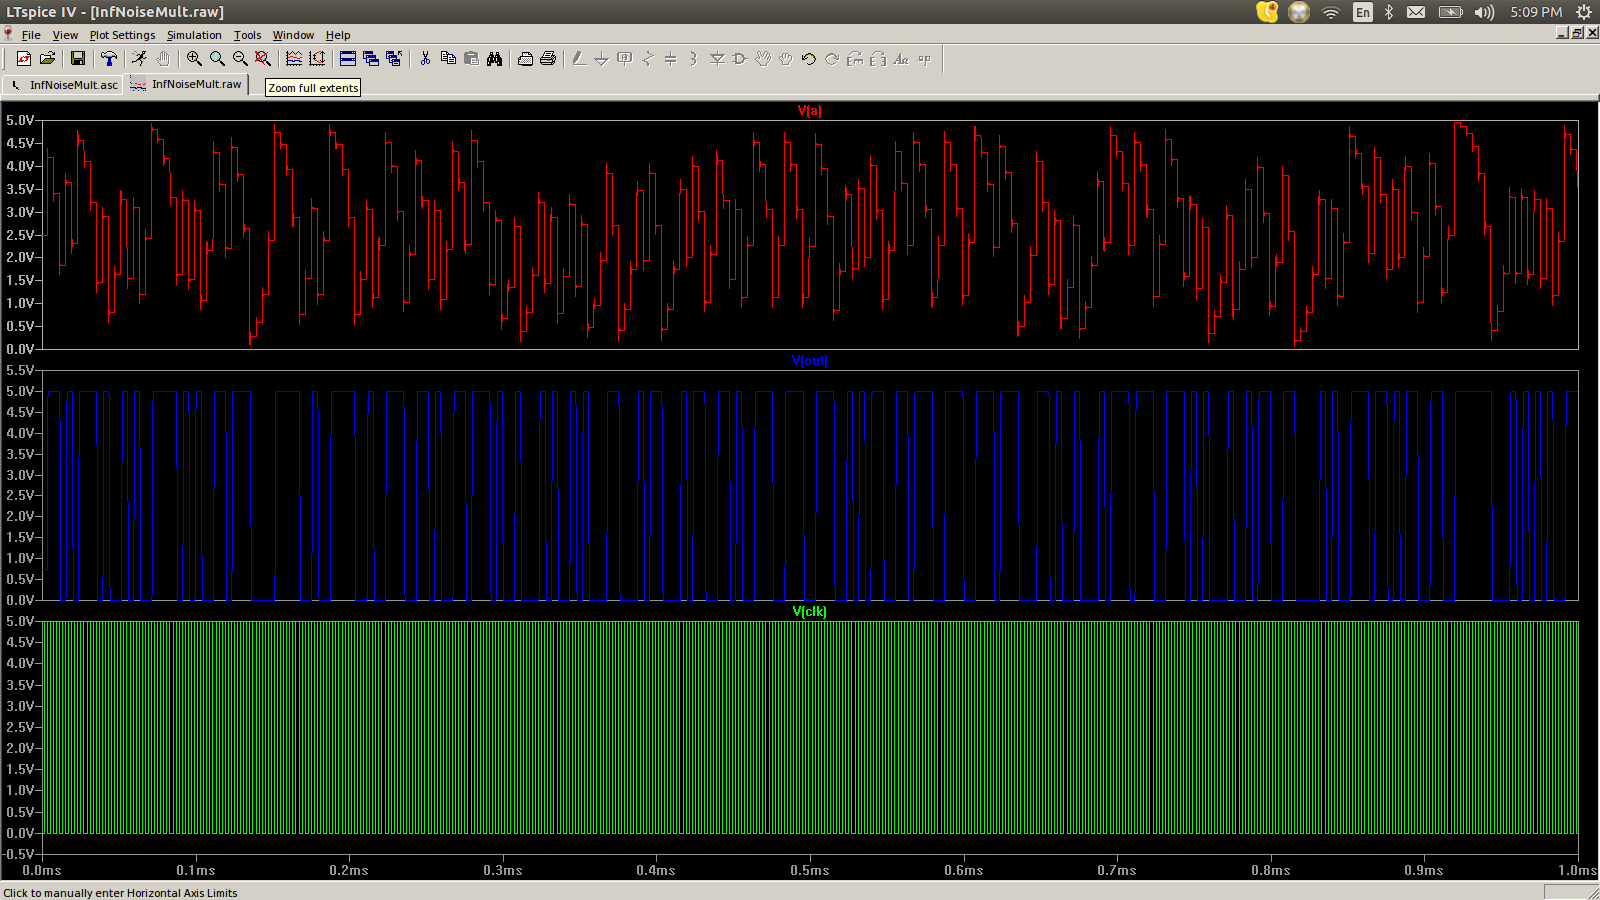 LTspice IV - [InfNoiseMult.raw]
En
5:09 PM
File View Plot Settings Simulation Tools Window Help
InfNoiseMult.asc
InfNoiseMult.raw
Zoom full extents
V(a)
5.0V
4.5V
4.0V
3.5V
3.0V
2.5V
2.0V
1.5V
1.0V
0.5V
0.0V
V(out)
5.5V
5.0V
4.5V
4.0V
3.5V
3.0V
2.5V
2.0V
1.5V
1.0V
0.5V
0.0V
V(clk)
5.0V
4.5V
4.0V
3.5V
3.0V
2.5V
2.0V
1.5V
1.0V
0.5V
0.0V
-0.5V
0.0ms 0.1ms 0.2ms 0.3ms 0.4ms 0.5ms 0.6ms 0.7ms 0.8ms 0.9ms 1.0ms
Click to manually enter Horizontal Axis Limits